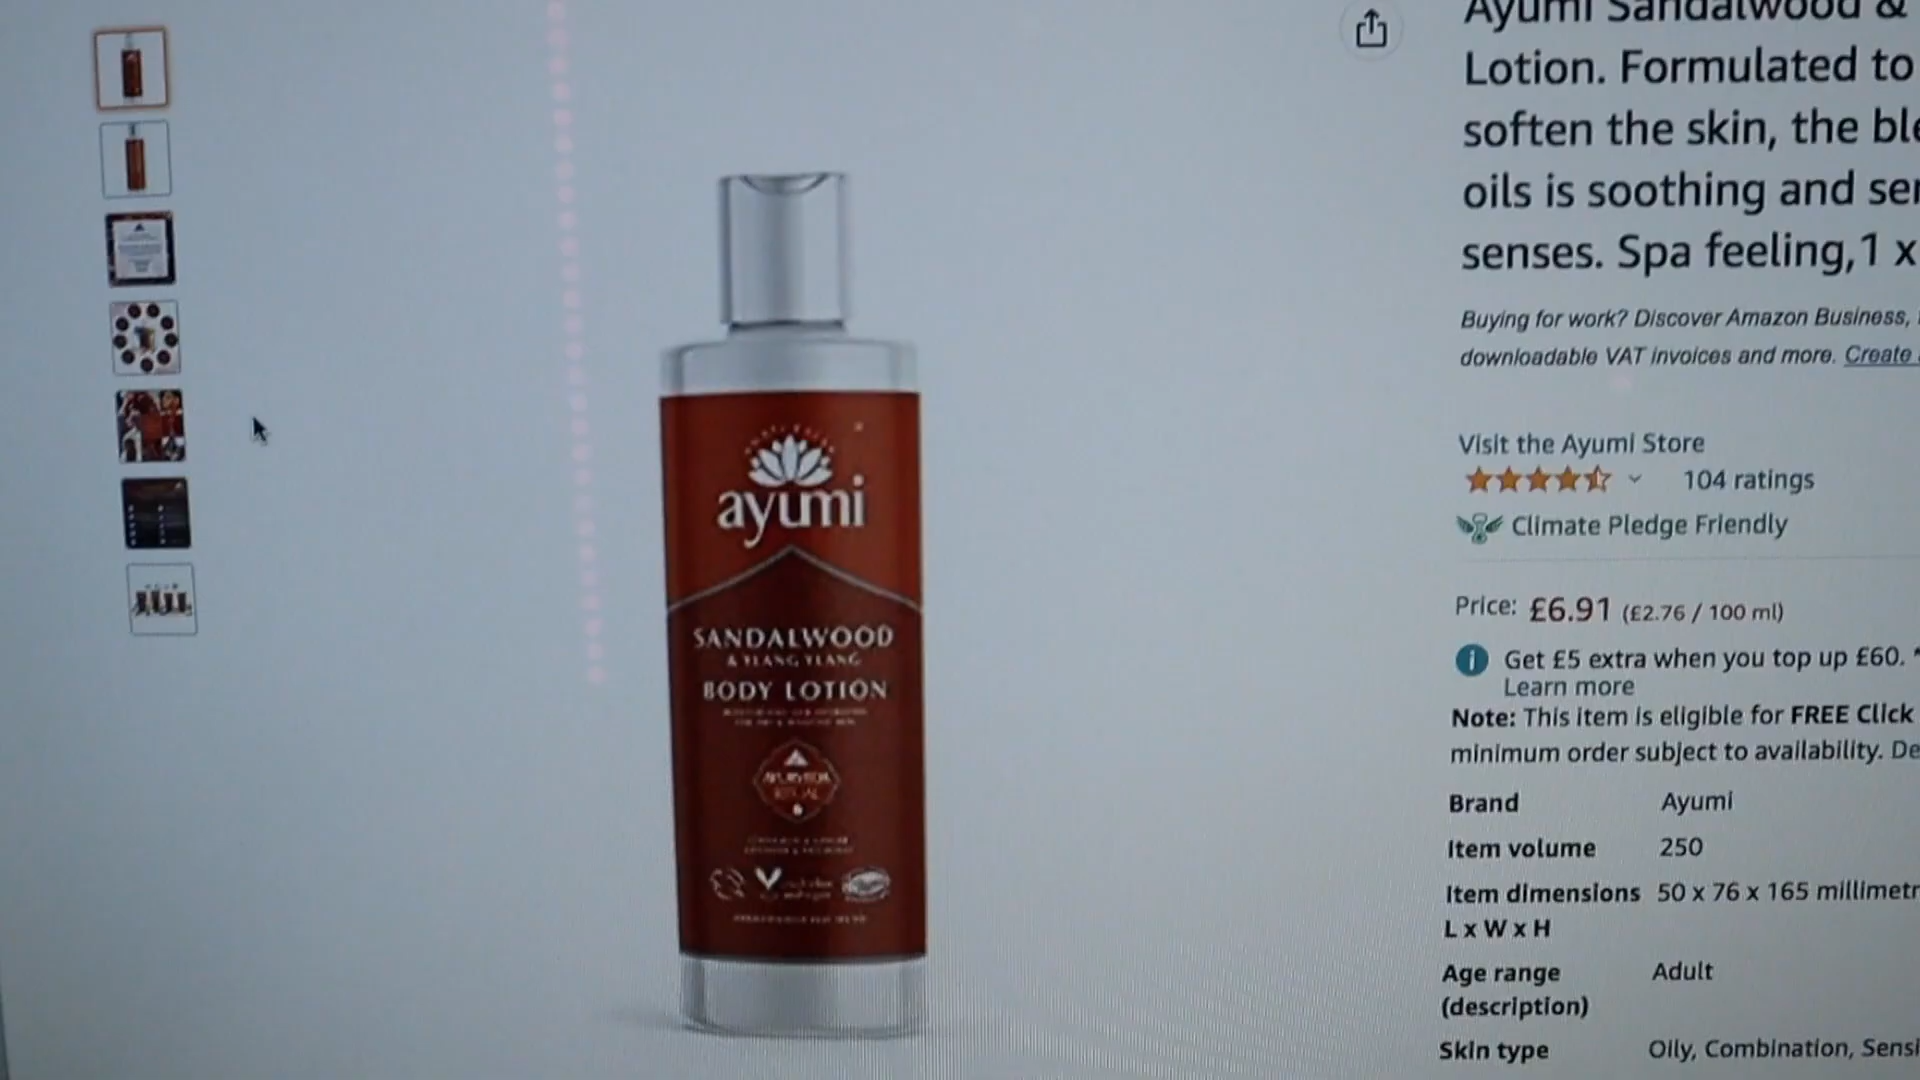 ayumi
SANDALWOOD
& YLANG YLANG
BODY LOTION
AYURVEDA
RITUAL
Ayumi Sandalwood &
Lotion. Formulated to
soften the skin, the
oils is soothing and
senses. Spa feeling,1 x
Buying for work? Discover Amazon Business,
downloadable VAT invoices and more. Create
Visit the Ayumi Store
104 ratings
Climate Pledge Friendly
Price: £6.91 (£2.76 / 100 ml)
i Get £5 extra when you top up £60.
Learn more
Note: This item is eligible for FREE Click
minimum order subject to availability. De
Brand Ayumi
Item volume 250
Item dimensions 50 x 76 x 165 millimetr
L x W x H
Age range Adult
(description)
Skin type Oily, Combination, Sensi